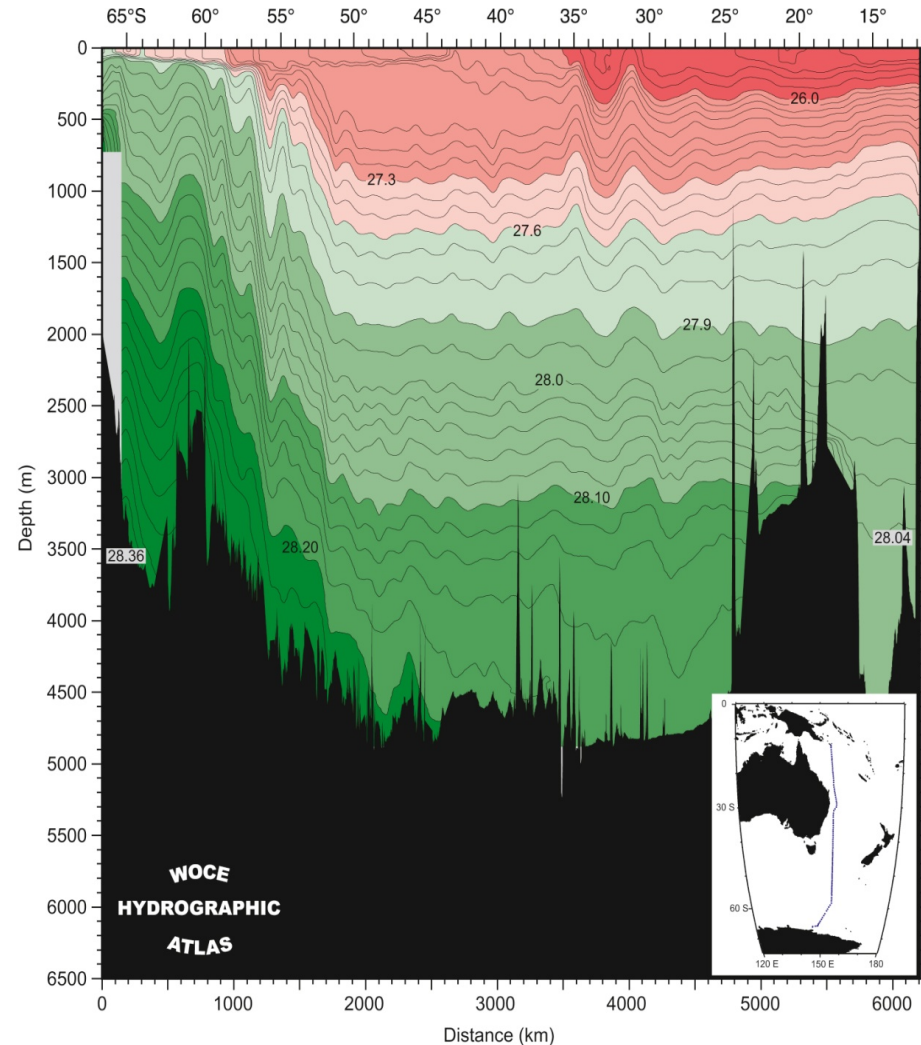 65°S 60° 55° 50° 45° 40° 35° 30° 25° 20° 15°
0
500
1000
1500
2000
2500
3000
3500
4000
4500
5000
5500
6000
6500
Depth (m)
26.0
27.3
27.6
27.9
28.0
28.10
28.20
28.36
28.04
WOCE
HYDROGRAPHIC
ATLAS
0
30 S
60 S
120 E 150 E 180
0 1000 2000 3000 4000 5000 6000
Distance (km)